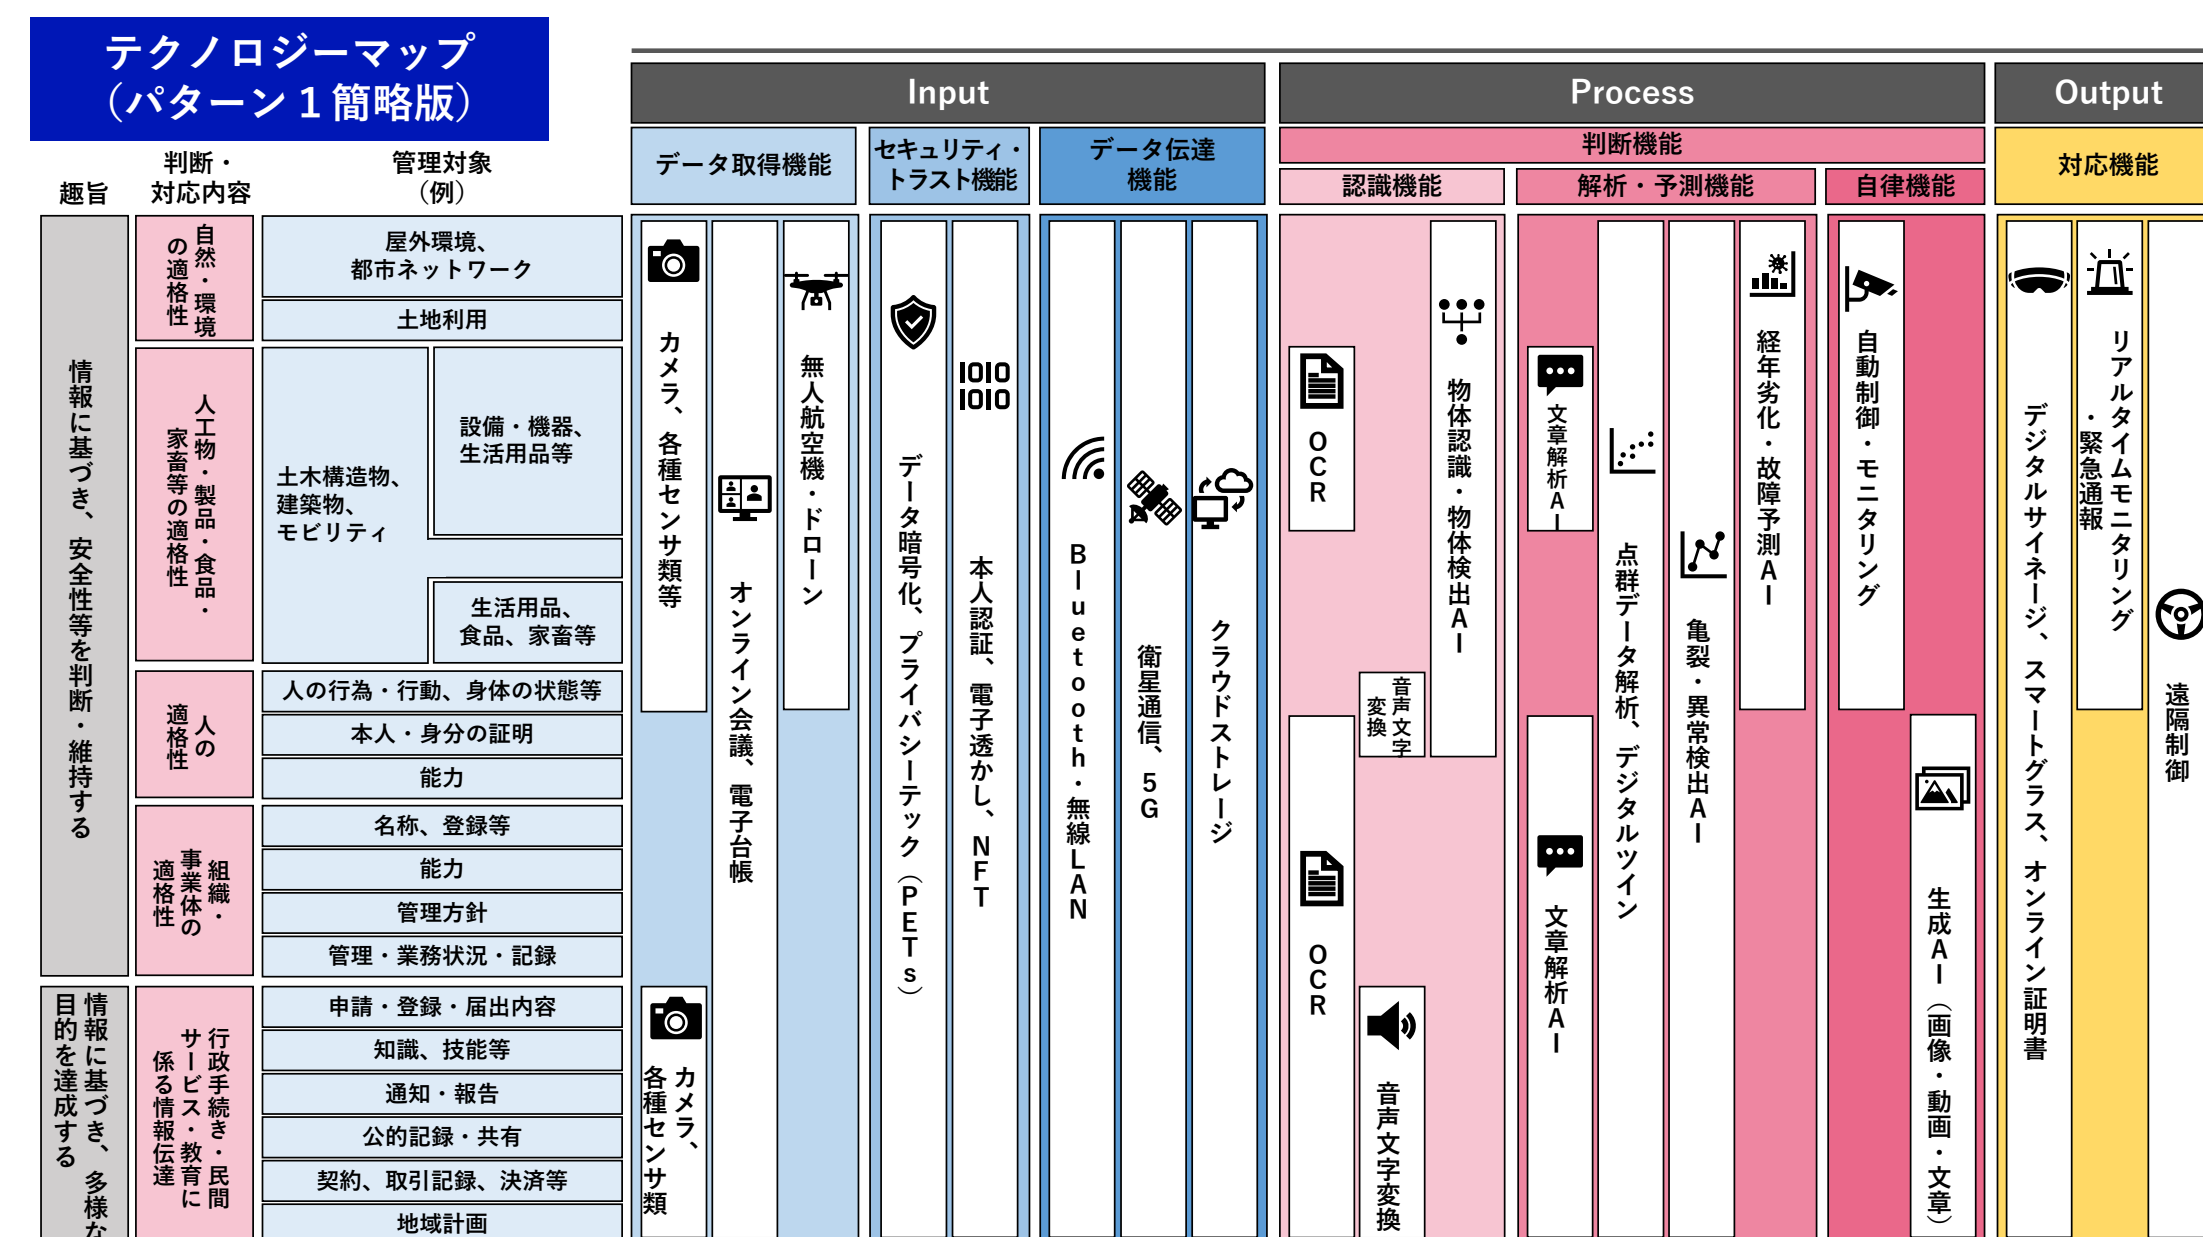 テクノロジーマップ
（パターン１簡略版）
Input
Process
Output
データ取得機能
セキュリティ・
トラスト機能
データ伝達
機能
判断機能
認識機能
解析・予測機能
自律機能
対応機能
趣旨
判断・
対応内容
管理対象
（例）
情報に基づき、安全性等を判断・維持する
自然・環境
の適格性
屋外環境、
都市ネットワーク
土地利用
人工物・製品・食品・
家畜等の適格性
土木構造物、
建築物、
モビリティ
設備・機器、
生活用品等
生活用品、
食品、家畜等
人の
適格性
人の行為・行動、身体の状態等
本人・身分の証明
能力
組織・
事業体の
適格性
名称、登録等
能力
管理方針
管理・業務状況・記録
情報に基づき、多様な
目的を達成する
行政手続き・民間
サービス・教育に
係る情報伝達
申請・登録・届出内容
知識、技能等
通知・報告
公的記録・共有
契約、取引記録、決済等
地域計画
カメラ、各種センサ類等
カメラ、
各種センサ類
オンライン会議、電子台帳
無人航空機・ドローン
データ暗号化、プライバシーテック（PETs）
1010
1010
本人認証、電子透かし、NFT
Bluetooth・無線LAN
衛星通信、5G
クラウドストレージ
OCR
OCR
音声文字
変換
音声文字変換
物体認識・物体検出AI
文章解析AI
文章解析AI
点群データ解析、デジタルツイン
亀裂・異常検出AI
経年劣化・故障予測AI
自動制御・モニタリング
生成AI（画像・動画・文章）
デジタルサイネージ、スマートグラス、オンライン証明書
リアルタイムモニタリング
・緊急通報
遠隔制御